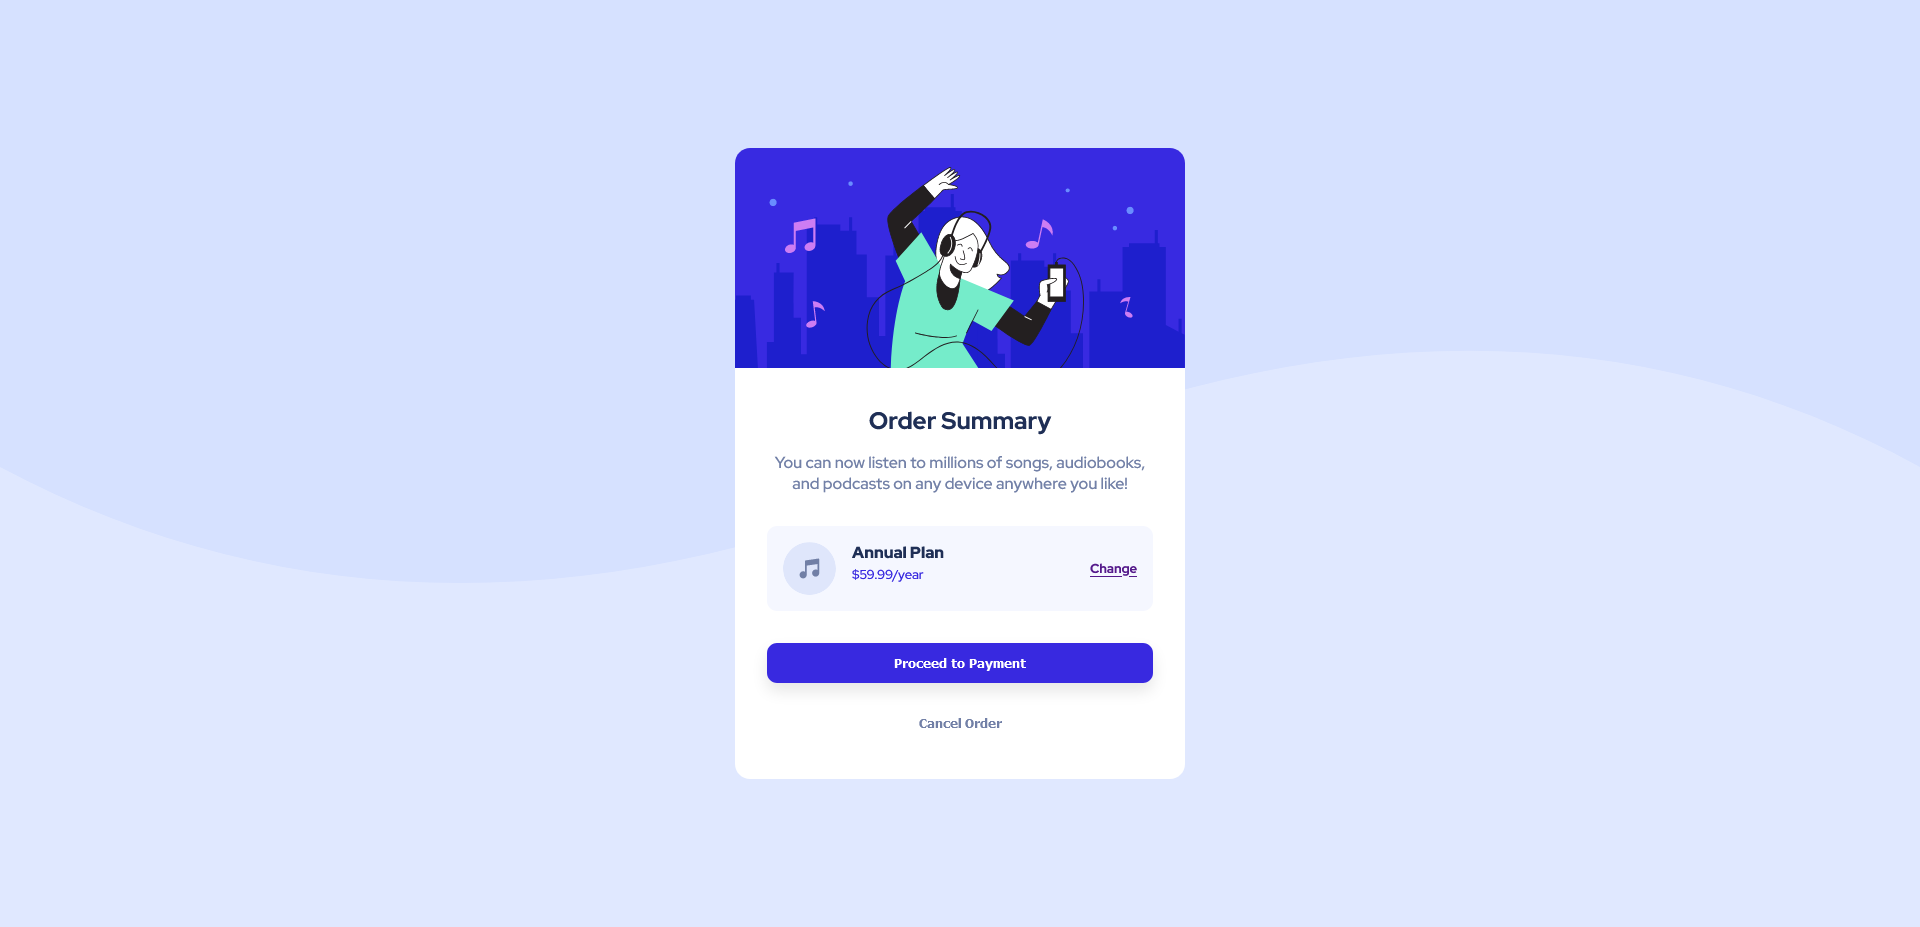 Order Summary
You can now listen to millions of songs, audiobooks,
and podcasts on any device anywhere you like!
Annual Plan
$59.99/year
Change
Proceed to Payment
Cancel Order